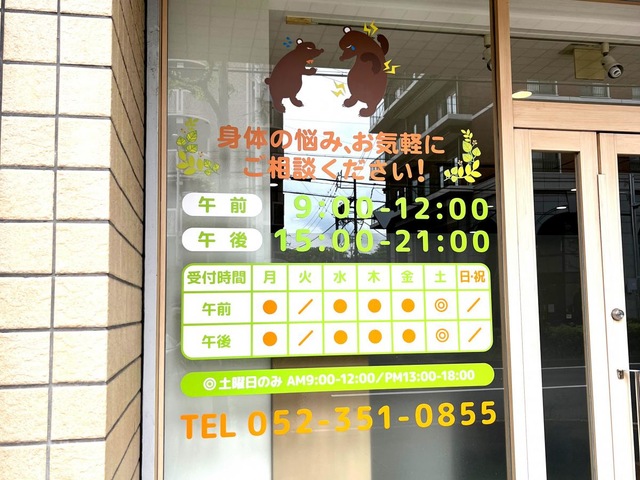 身体の悩み、お気軽に
ご相談ください!
午前 9:00-12:00
午後 15:00-21:00
受付時間 月 火 水 木 金 土 日・祝
午前 ● / ● ● ● ◎ /
午後 ● / ● ● ● ◎ /
◎土曜日のみ AM9:00-12:00/PM13:00-18:00
TEL 052-351-0855